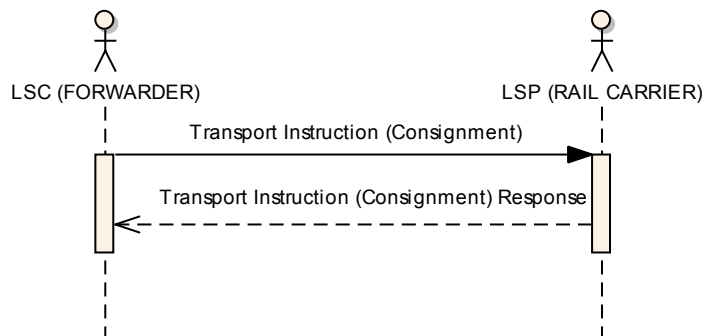 LSC (FORWARDER)
LSP (RAIL CARRIER)
Transport Instruction (Consignment)
Transport Instruction (Consignment) Response